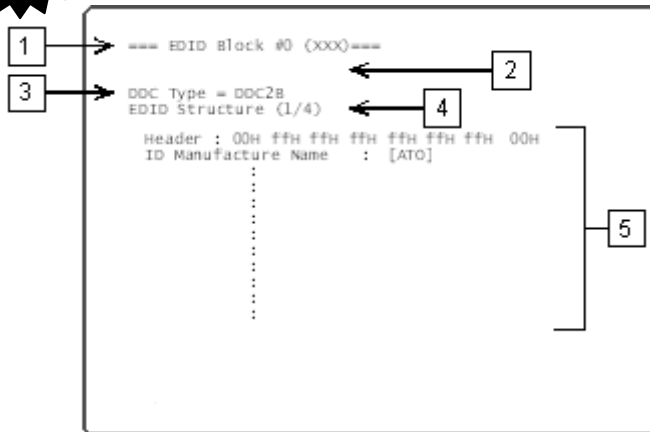 1
=== EDID Block #0 (XXX)===
2
3
DDC Type = DDC2B
EDID Structure (1/4)
4
Header : 00H ffH ffH ffH ffH ffH ffH 00H
ID Manufacture Name : [ATO]
5